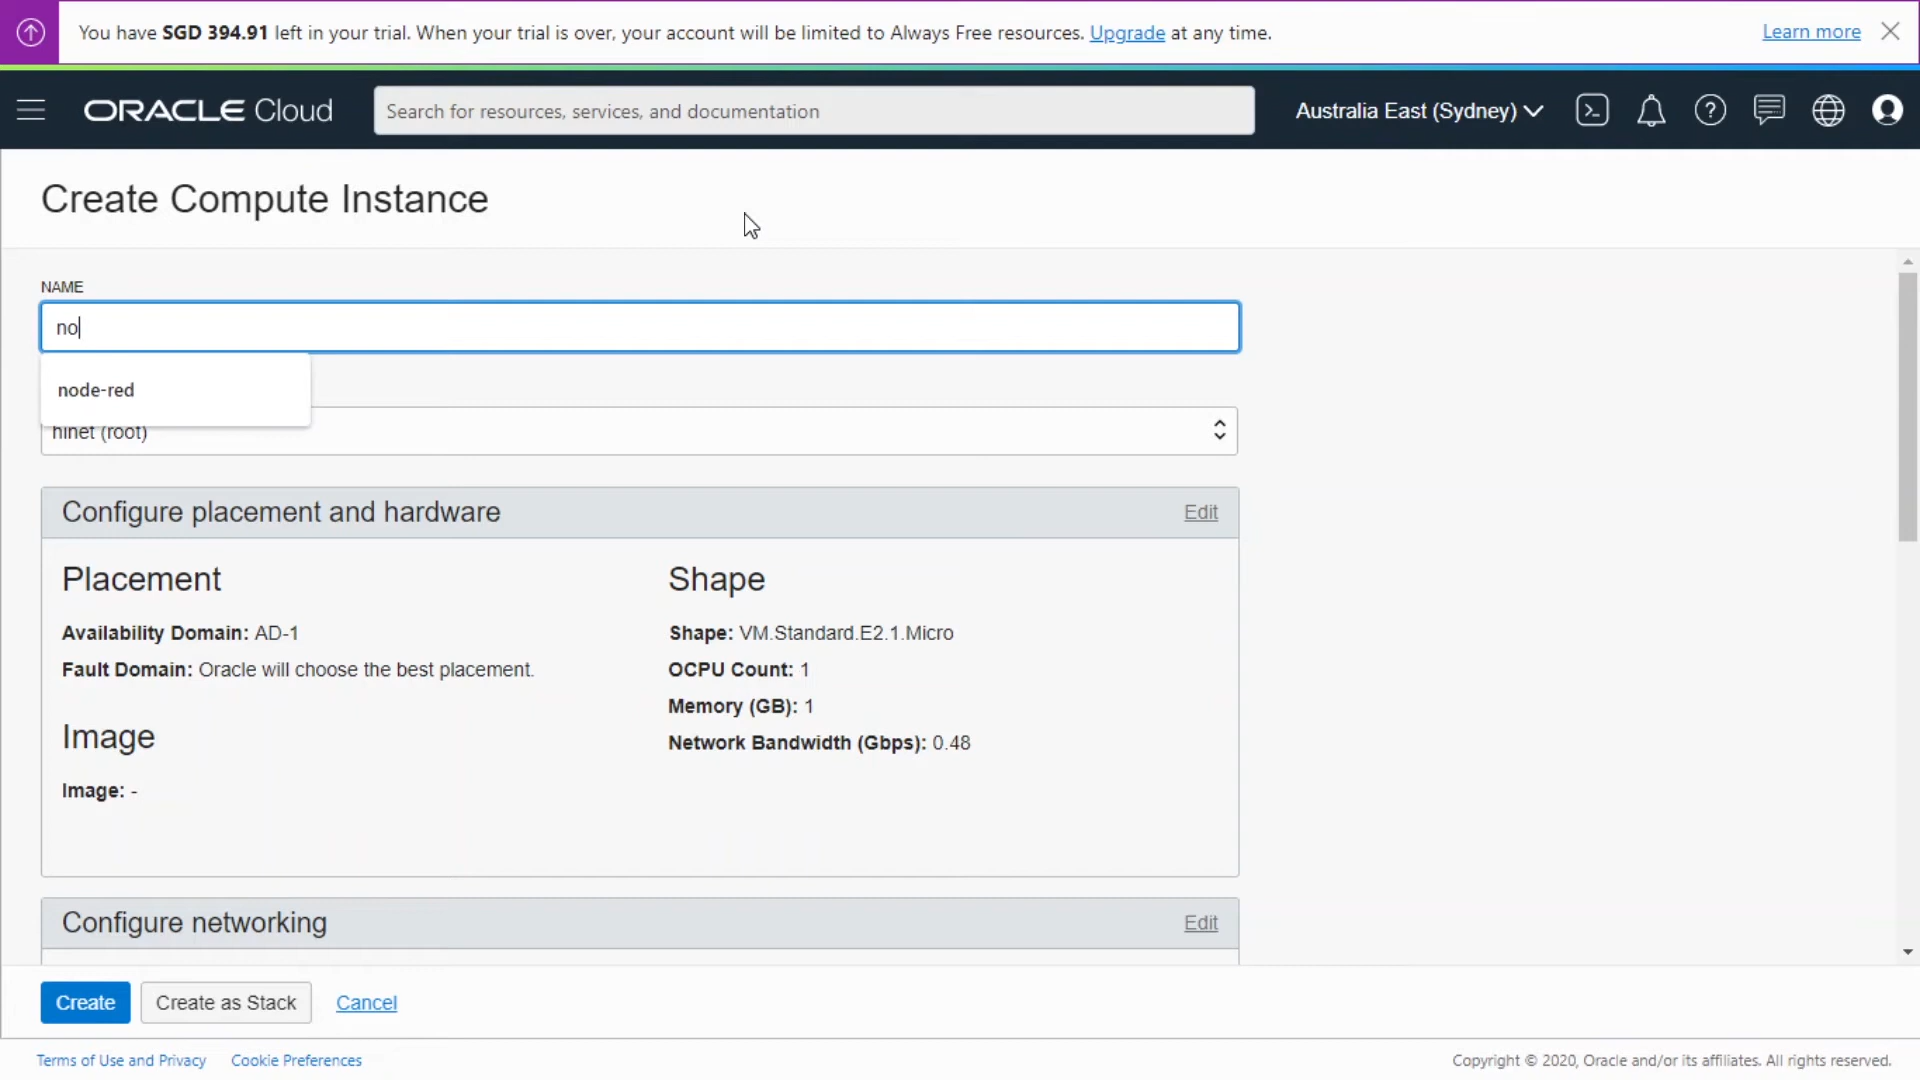 You have SGD 394.91 left in your trial. When your trial is over, your account will be limited to Always Free resources. Upgrade at any time.
Learn more
ORACLE Cloud
Search for resources, services, and documentation
Australia East (Sydney)
Create Compute Instance
NAME
no
node-red
hinet (root)
Configure placement and hardware
Edit
Placement
Availability Domain: AD-1
Fault Domain: Oracle will choose the best placement.
Image
Image: -
Shape
Shape: VM.Standard.E2.1.Micro
OCPU Count: 1
Memory (GB): 1
Network Bandwidth (Gbps): 0.48
Configure networking
Edit
Create
Create as Stack
Cancel
Terms of Use and Privacy
Cookie Preferences
Copyright © 2020, Oracle and/or its affiliates. All rights reserved.